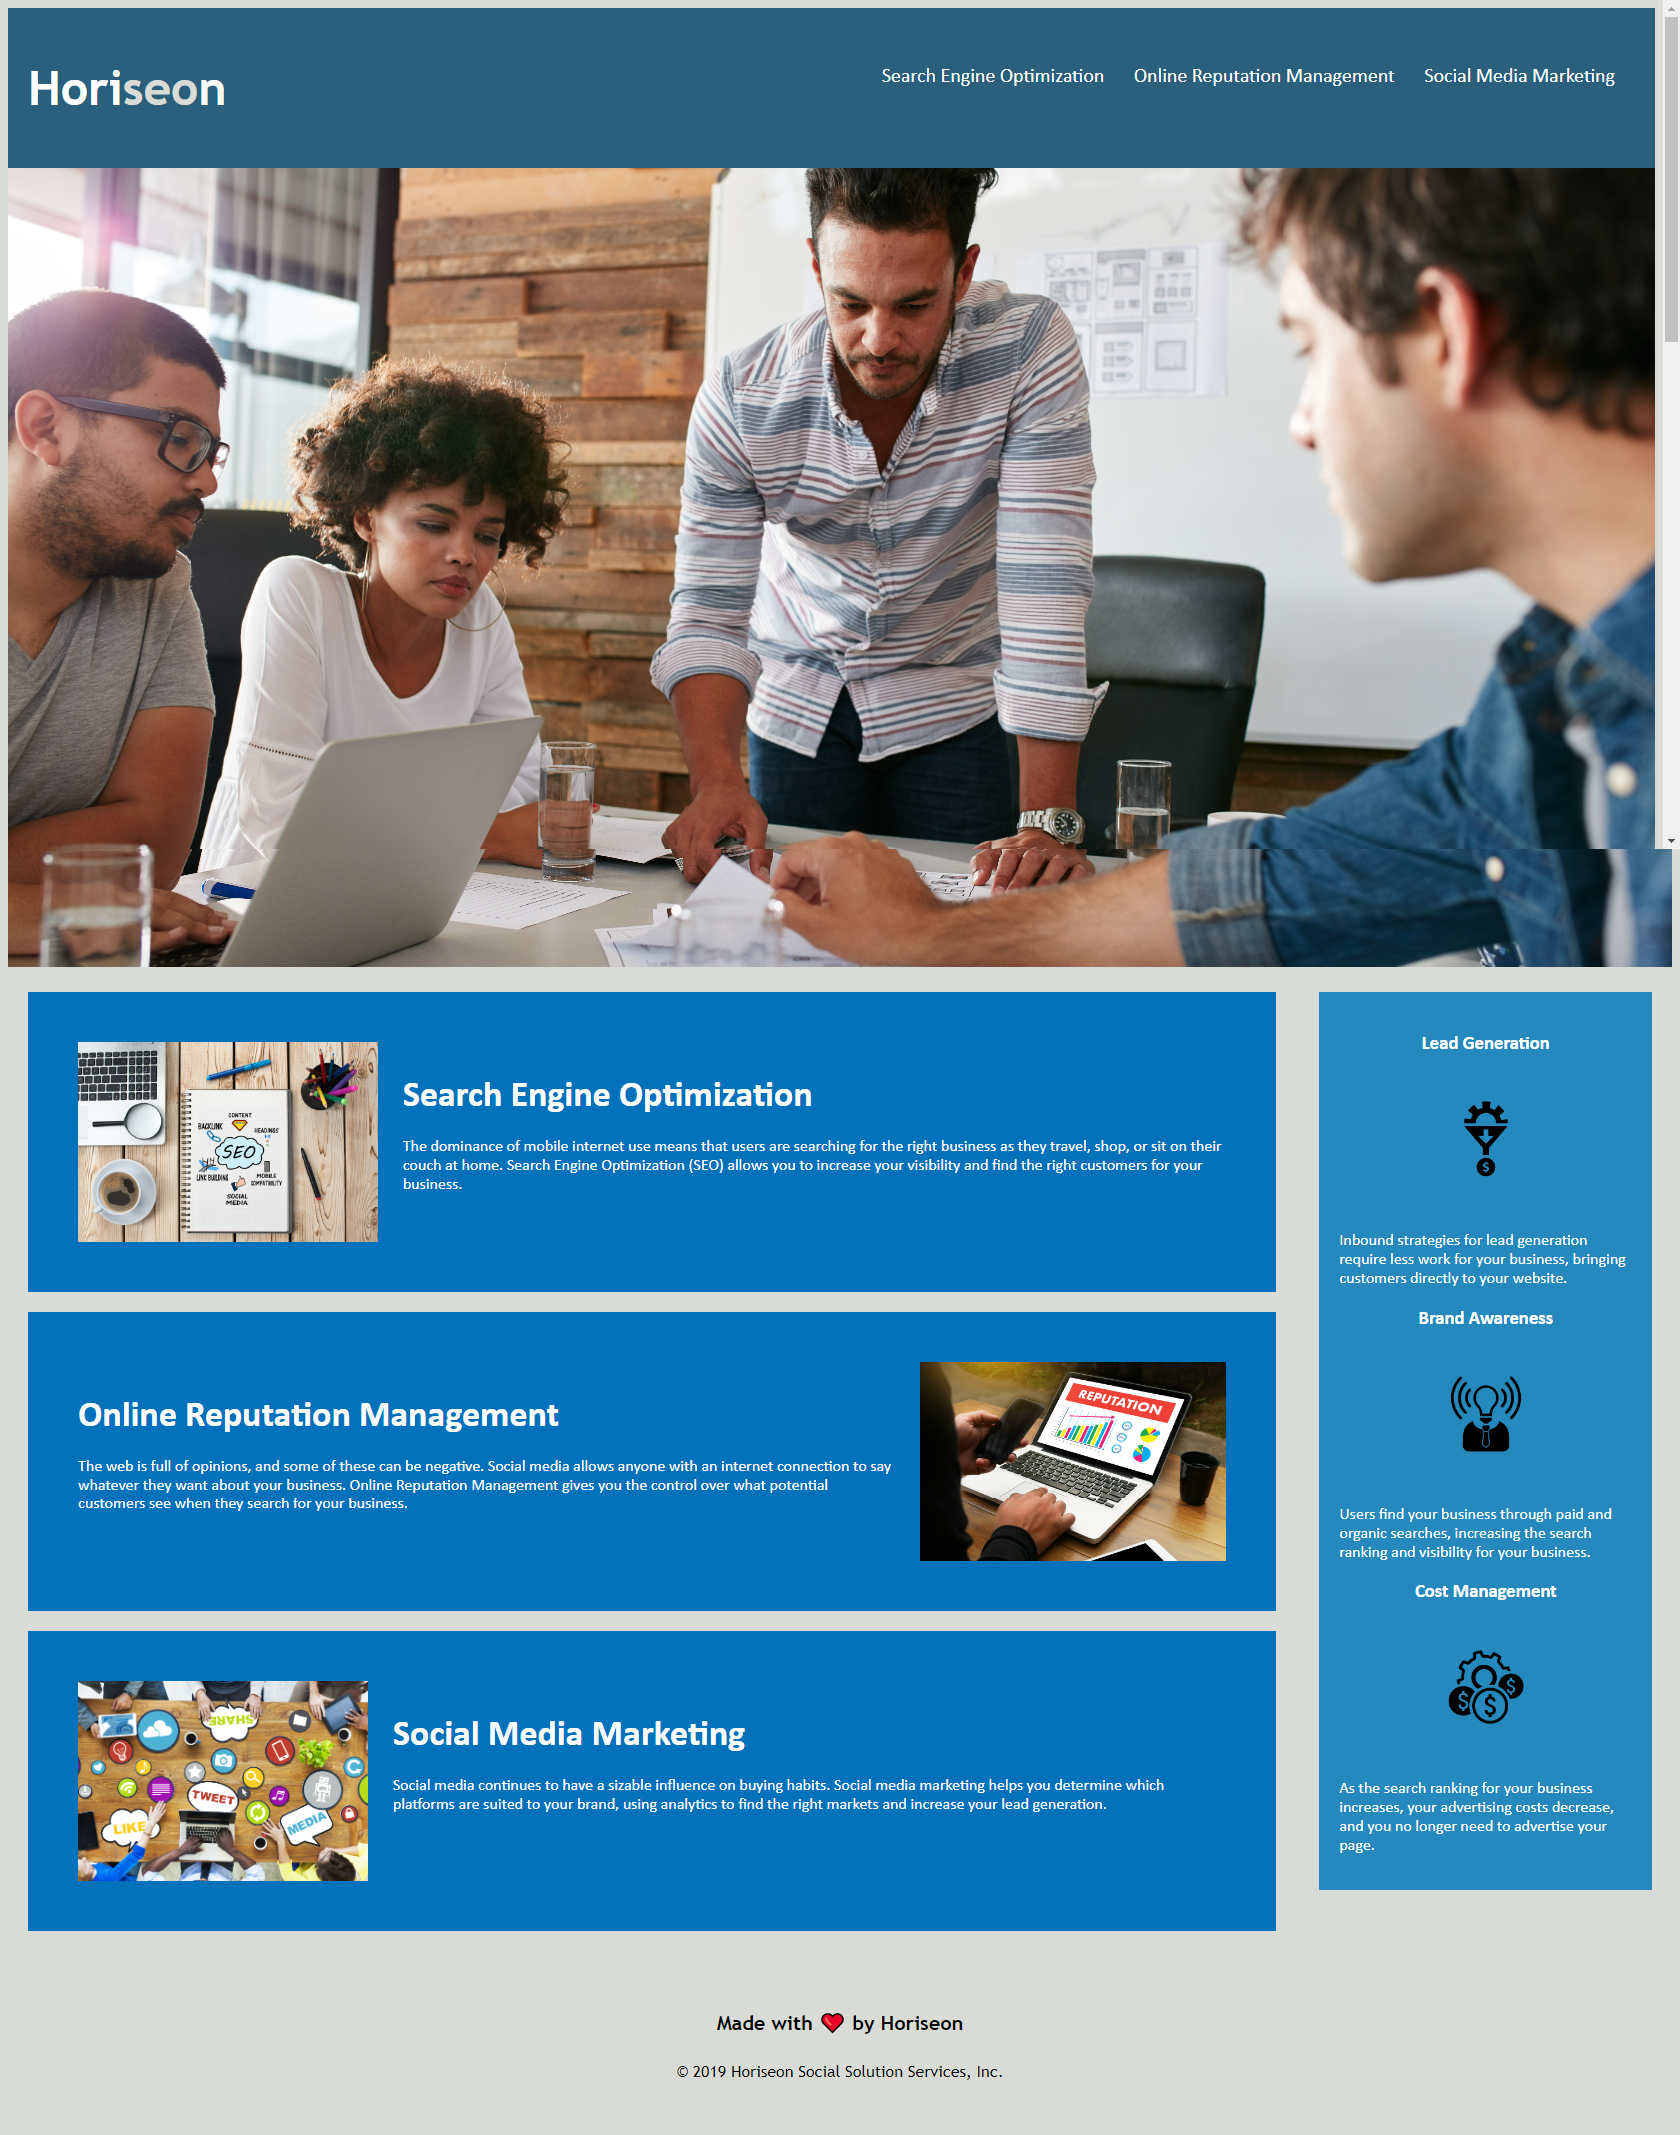 Horiseon
Search Engine Optimization
Online Reputation Management
Social Media Marketing
CONTENT
BACKLINK
HEADINGS
SEO
LINK BUILDING
MOBILE
COMPATIBILITY
SOCIAL
MEDIA
Search Engine Optimization
The dominance of mobile internet use means that users are searching for the right business as they travel, shop, or sit on their
couch at home. Search Engine Optimization (SEO) allows you to increase your visibility and find the right customers for your
business.
Online Reputation Management
The web is full of opinions, and some of these can be negative. Social media allows anyone with an internet connection to say
whatever they want about your business. Online Reputation Management gives you the control over what potential
customers see when they search for your business.
REPUTATION
SHARE
TWEET
LIKE
MEDIA
Social Media Marketing
Social media continues to have a sizable influence on buying habits. Social media marketing helps you determine which
platforms are suited to your brand, using analytics to find the right markets and increase your lead generation.
Lead Generation
$
Inbound strategies for lead generation
require less work for your business, bringing
customers directly to your website.
Brand Awareness
Users find your business through paid and
organic searches, increasing the search
ranking and visibility for your business.
Cost Management
$ $ $
As the search ranking for your business
increases, your advertising costs decrease,
and you no longer need to advertise your
page.
Made with ❤️ by Horiseon
© 2019 Horiseon Social Solution Services, Inc.